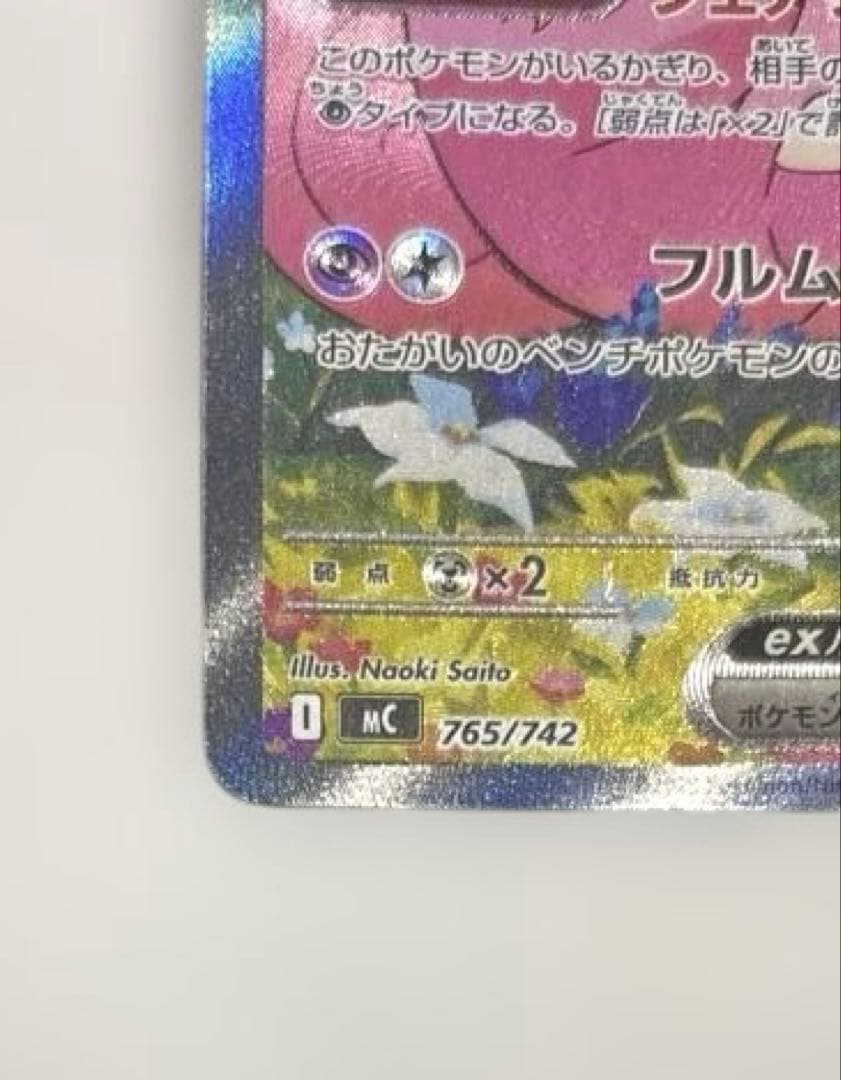 フェア
このポケモンがいるかぎり、相手の
タイプになる。［弱点は「×2」で
フルム
おたがいのベンチポケモンの
弱点 ×2 抵抗力
ex
Illus. Naoki Saito
ポケモン
I MC 765/742